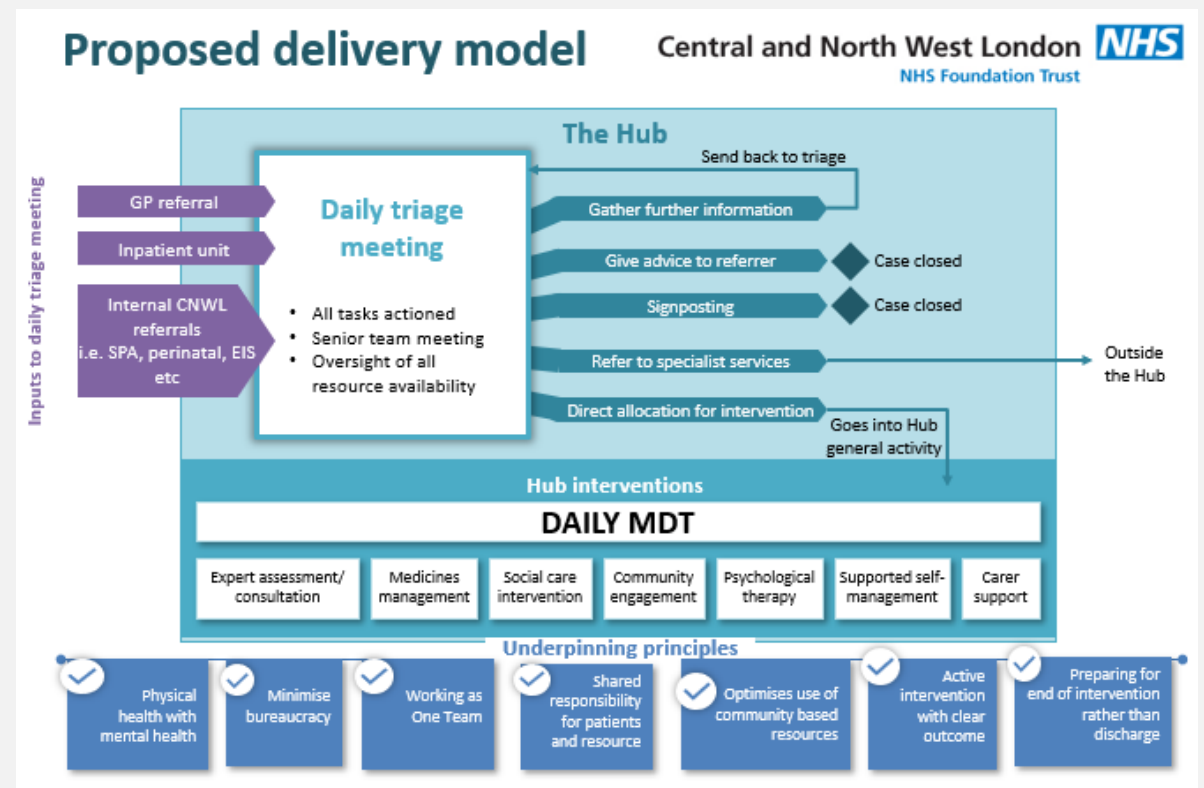 Proposed delivery model
Central and North West London NHS
NHS Foundation Trust
The Hub
Inputs to daily triage meeting
GP referral
Inpatient unit
Internal CNWL
referrals
i.e. SPA, perinatal, EIS
etc
Daily triage
meeting
• All tasks actioned
• Senior team meeting
• Oversight of all
resource availability
Send back to triage
Gather further information
Give advice to referrer
Case closed
Signposting
Case closed
Refer to specialist services
Outside
the Hub
Direct allocation for intervention
Goes into Hub
general activity
Hub interventions
DAILY MDT
Expert assessment/
consultation
Medicines
management
Social care
intervention
Community
engagement
Psychological
therapy
Supported self-
management
Carer
support
Underpinning principles
Physical
health with
mental health
Minimise
bureaucracy
Working as
One Team
Shared
responsibility
for patients
and resource
Optimises use of
community based
resources
Active
intervention
with clear
outcome
Preparing for
end of intervention
rather than
discharge